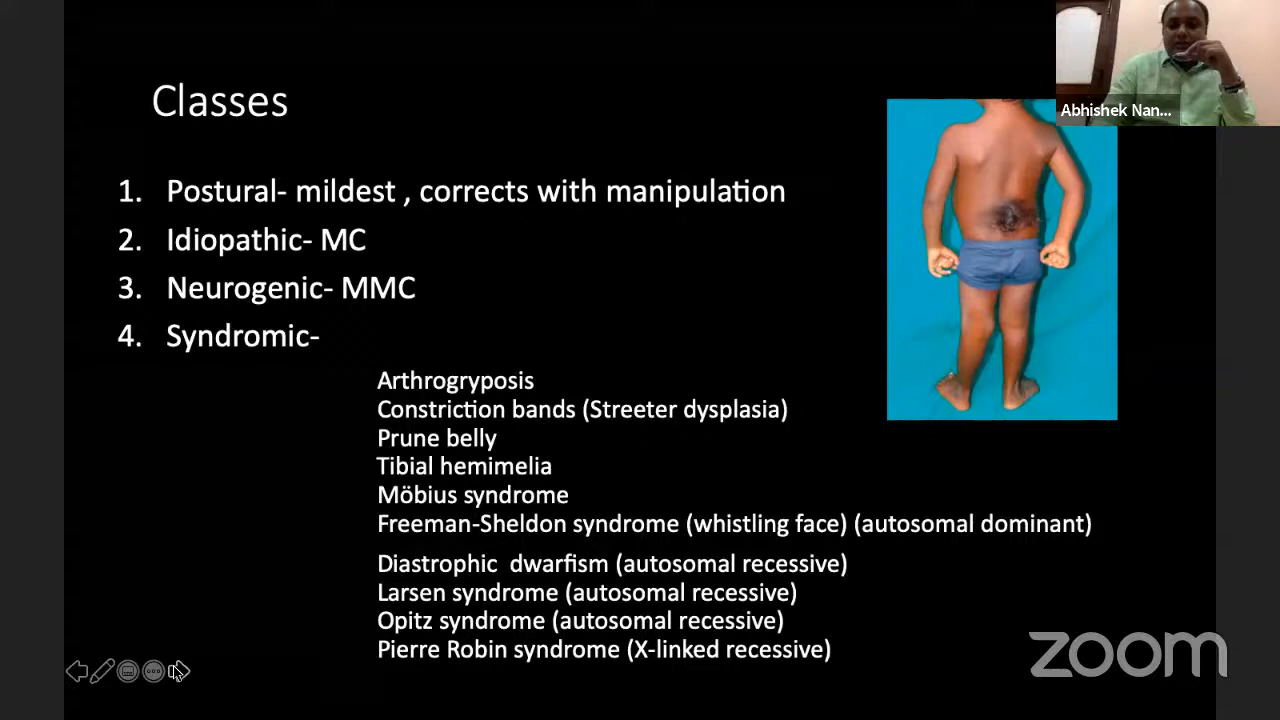 Classes
Abhishek Nan...
1. Postural- mildest , corrects with manipulation
2. Idiopathic- MC
3. Neurogenic- MMC
4. Syndromic-
Arthrogryposis
Constriction bands (Streeter dysplasia)
Prune belly
Tibial hemimelia
Möbius syndrome
Freeman-Sheldon syndrome (whistling face) (autosomal dominant)
Diastrophic dwarfism (autosomal recessive)
Larsen syndrome (autosomal recessive)
Opitz syndrome (autosomal recessive)
Pierre Robin syndrome (X-linked recessive)
zoom